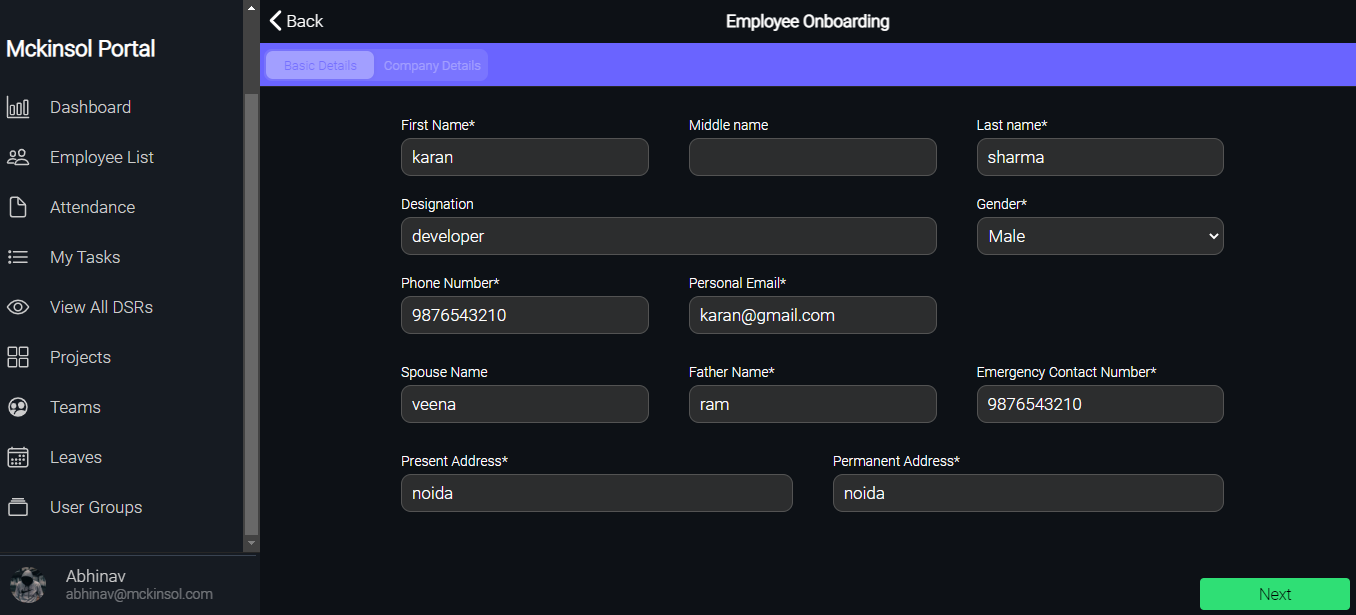 Mckinsol Portal
Dashboard
Employee List
Attendance
My Tasks
View All DSRs
Projects
Teams
Leaves
User Groups
Abhinav
abhinav@mckinsol.com
Back
Employee Onboarding
Basic Details Company Details
First Name* Middle name Last name*
karan sharma
Designation Gender*
developer Male
Phone Number* Personal Email*
9876543210 karan@gmail.com
Spouse Name Father Name* Emergency Contact Number*
veena ram 9876543210
Present Address* Permanent Address*
noida noida
Next